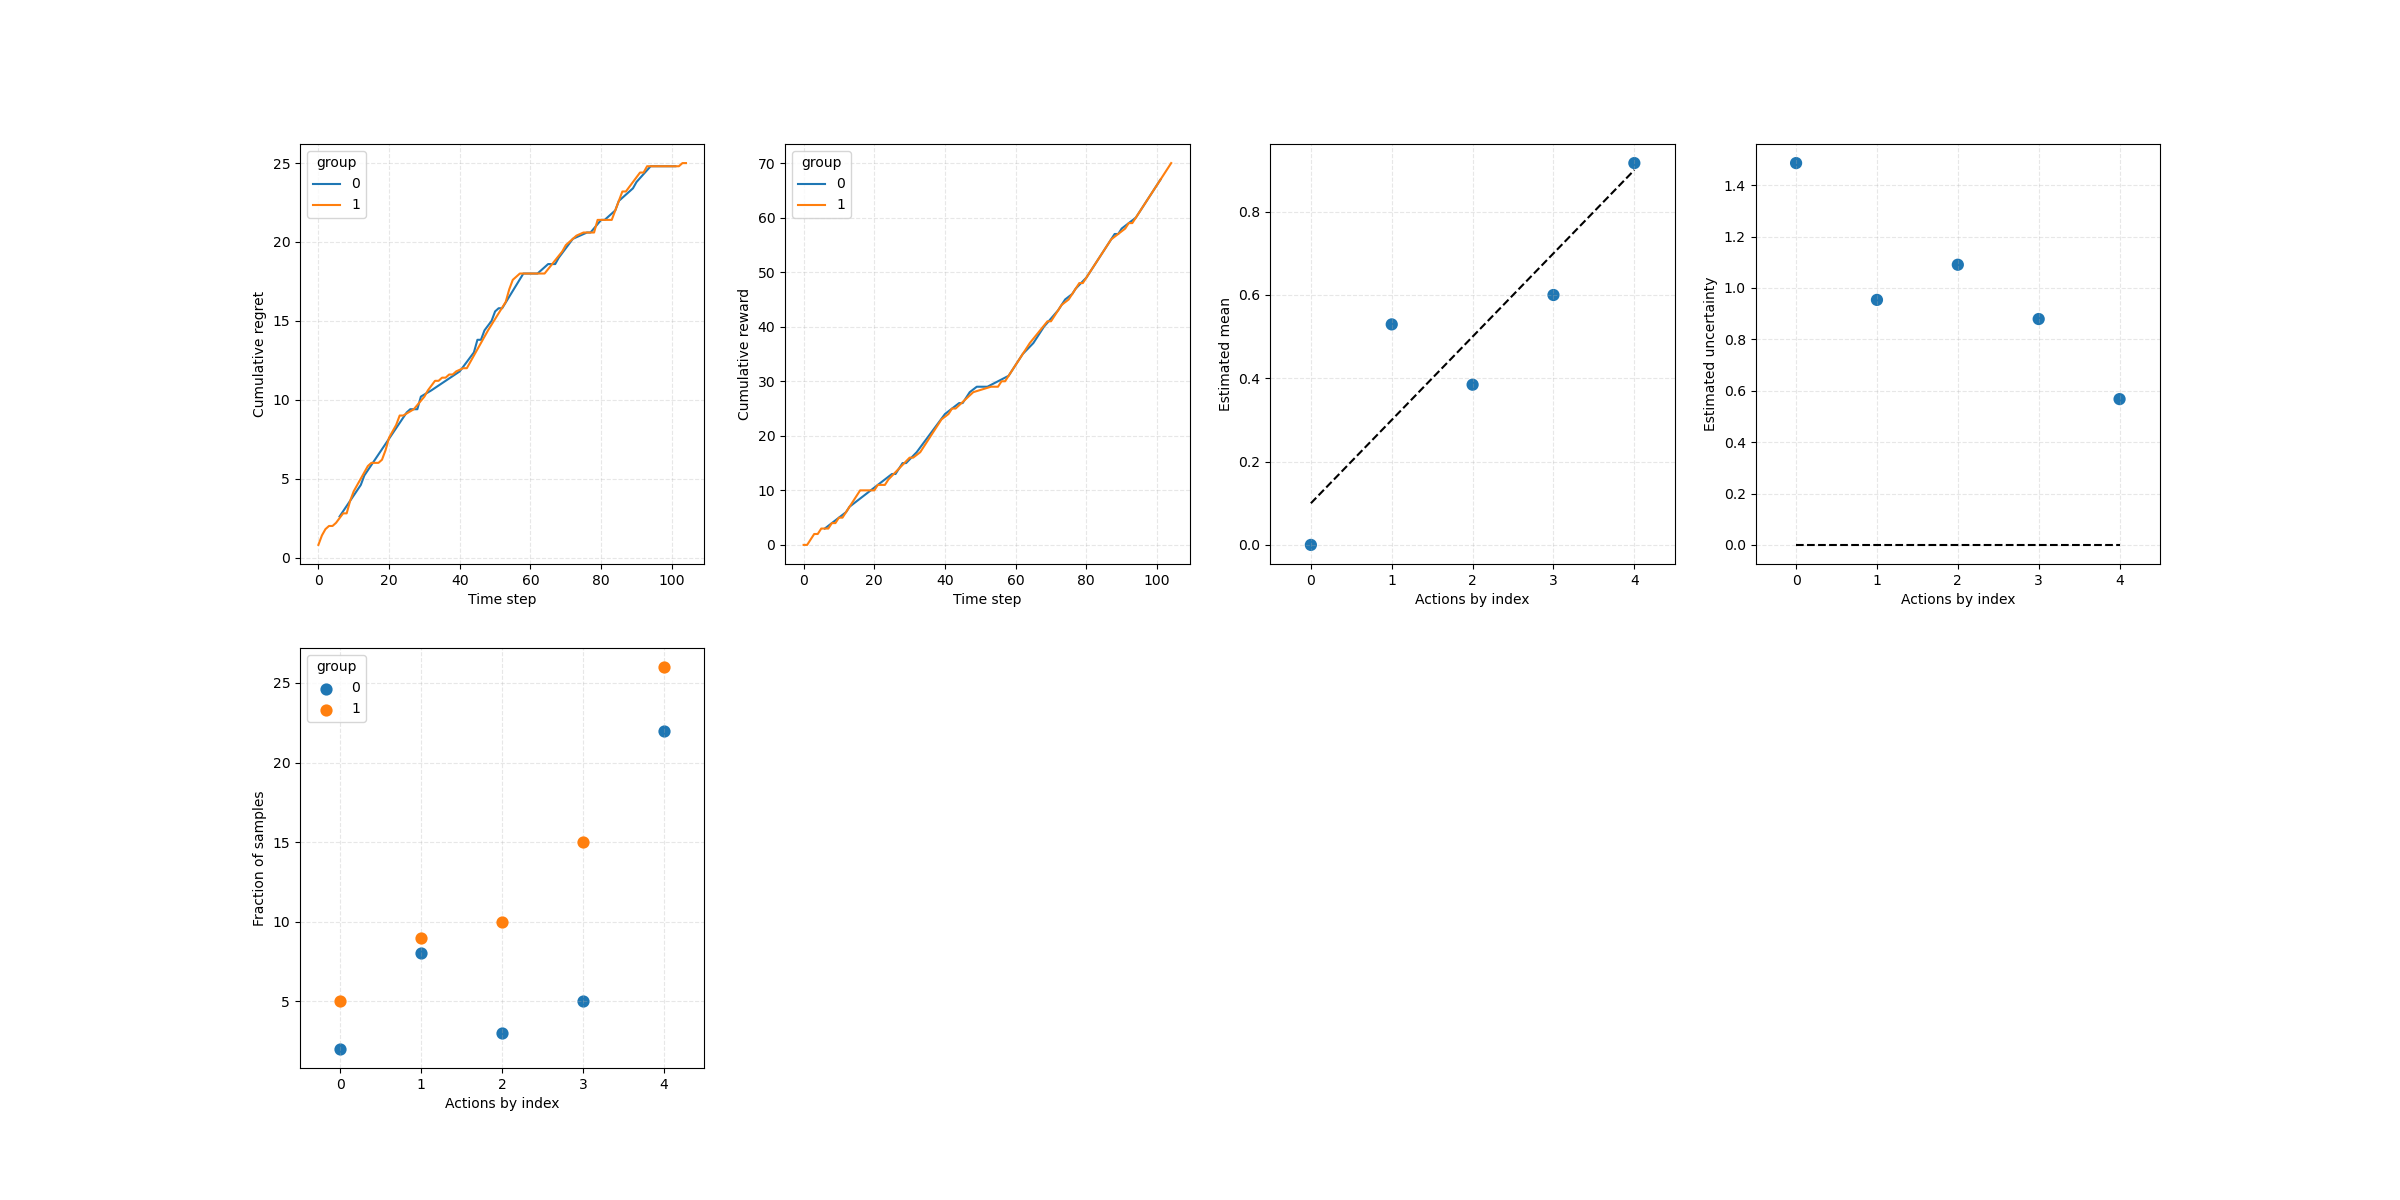 group
0
1
25
20
15
10
5
0
Cumulative regret
0 20 40 60 80 100
Time step
group
0
1
70
60
50
40
30
20
10
0
Cumulative reward
0 20 40 60 80 100
Time step
0.8
0.6
0.4
0.2
0.0
Estimated mean
0 1 2 3 4
Actions by index
1.4
1.2
1.0
0.8
0.6
0.4
0.2
0.0
Estimated uncertainty
0 1 2 3 4
Actions by index
group
0
1
25
20
15
10
5
Fraction of samples
0 1 2 3 4
Actions by index